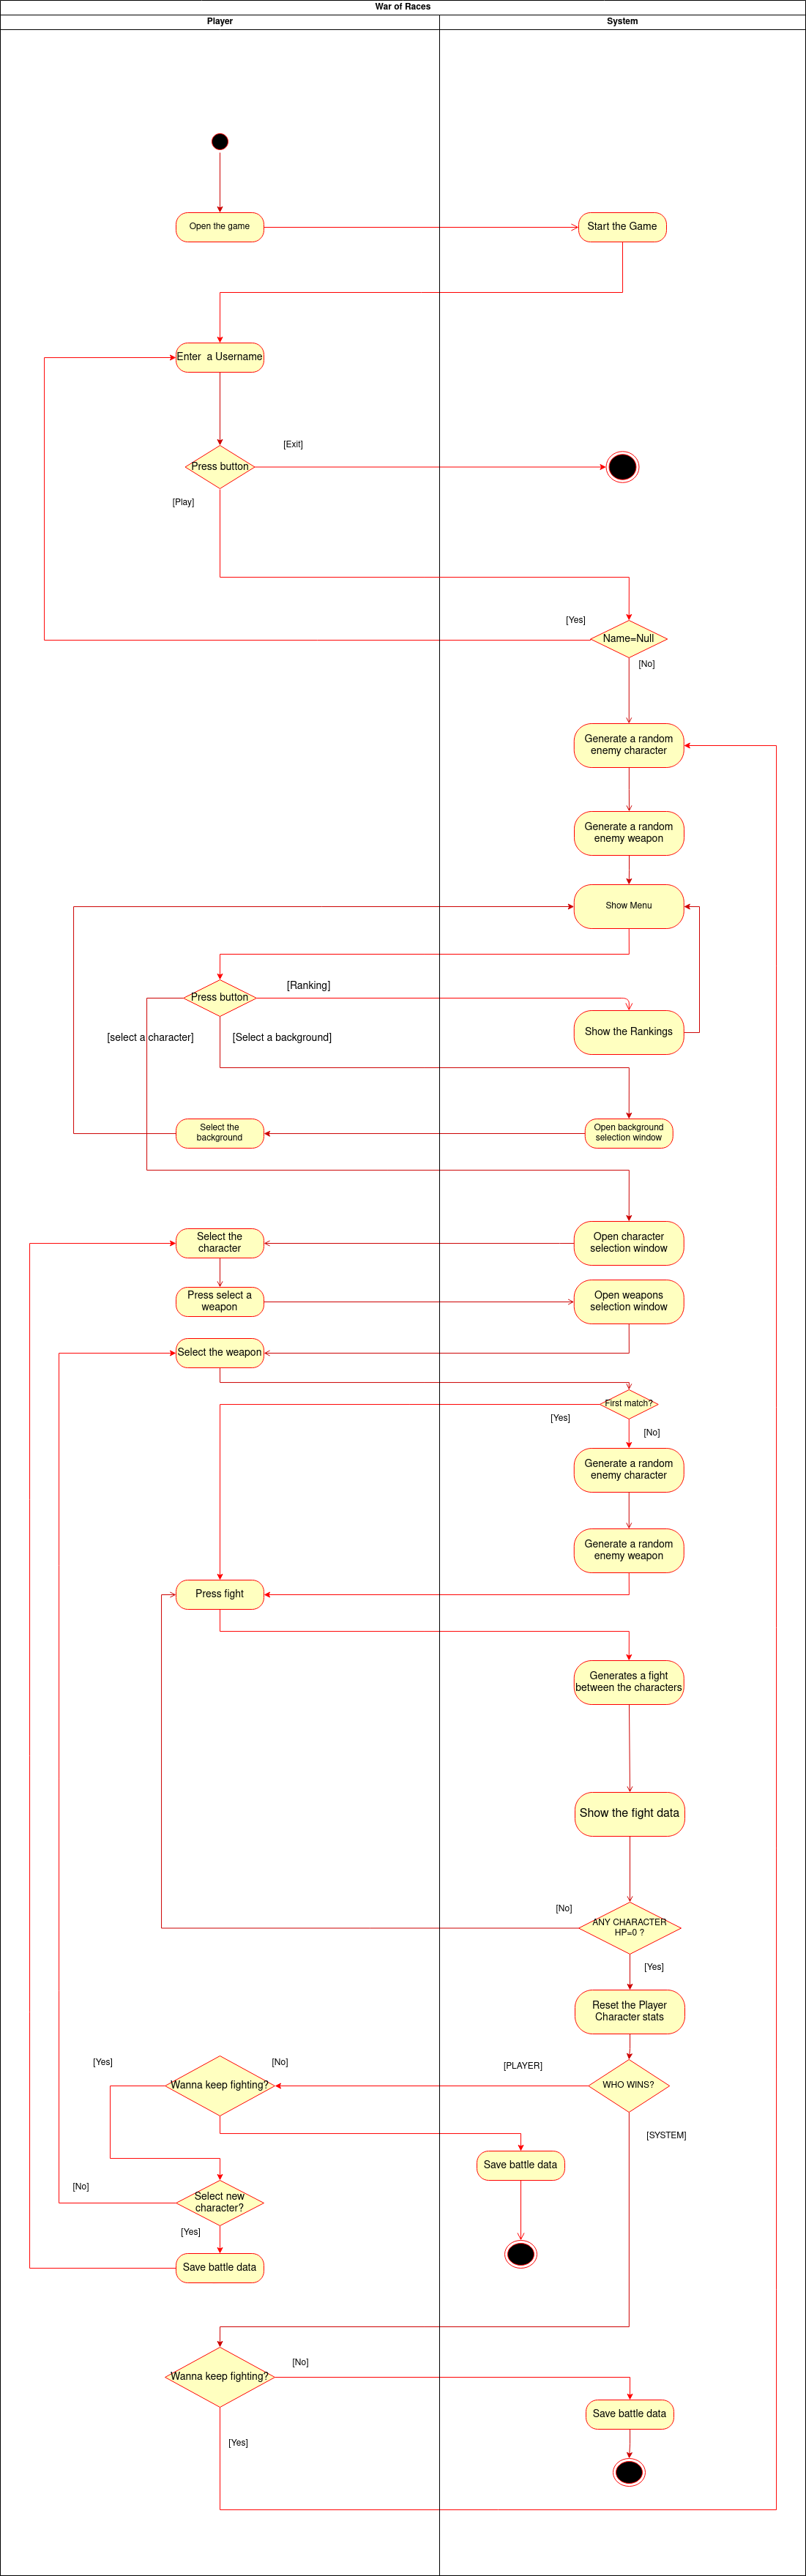 War of Races
Player
System
Open the game
Start the Game
Enter  a Username
[Exit]
Press button
[Play]
[Yes]
Name=Null
[No]
Generate a random
enemy character
Generate a random
enemy weapon
Show Menu
[Ranking]
Press button
Show the Rankings
[select a character]
[Select a background]
Select the
background
Open background
selection window
Select the
character
Open character
selection window
Press select a
weapon
Open weapons
selection window
Select the weapon
First match?
[Yes]
[No]
Generate a random
enemy character
Generate a random
enemy weapon
Press fight
Generates a fight
between the characters
Show the fight data
[No]
ANY CHARACTER
HP=0 ?
[Yes]
Reset the Player
Character stats
[Yes]
[No]
[PLAYER]
Wanna keep fighting?
WHO WINS?
[SYSTEM]
Save battle data
[No]
Select new
character?
[Yes]
Save battle data
[No]
Wanna keep fighting?
Save battle data
[Yes]